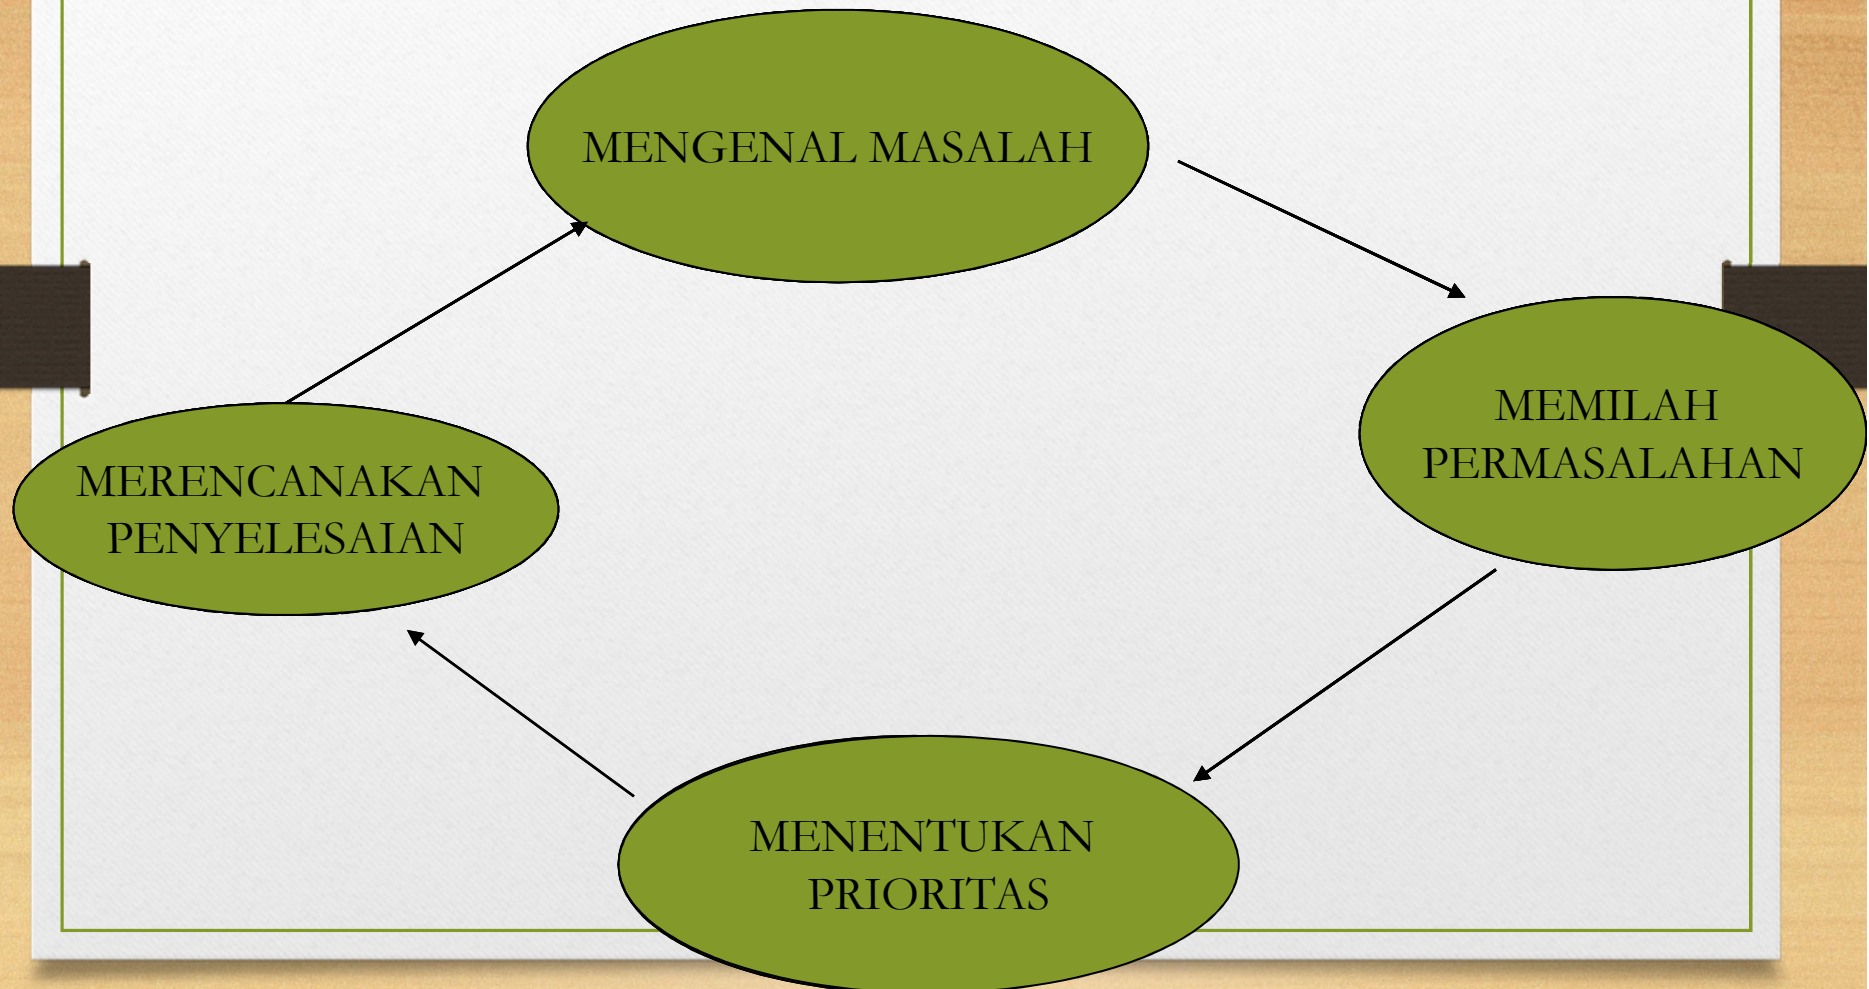 MENGENAL MASALAH
MEMILAH
PERMASALAHAN
MERENCANAKAN
PENYELESAIAN
MENENTUKAN
PRIORITAS